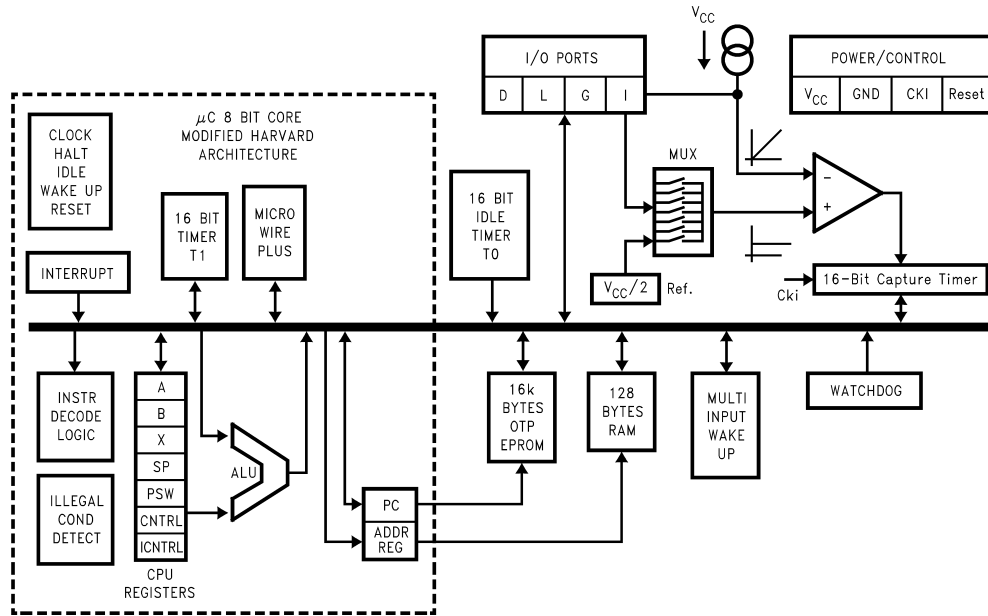 VCC
I/O PORTS
D L G I
POWER/CONTROL
VCC GND CKI Reset
μC 8 BIT CORE
MODIFIED HARVARD
ARCHITECTURE
CLOCK
HALT
IDLE
WAKE UP
RESET
16 BIT
TIMER
T1
MICRO
WIRE
PLUS
16 BIT
IDLE
TIMER
T0
MUX
−
+
INTERRUPT
VCC/2 Ref.
Cki
16-Bit Capture Timer
INSTR
DECODE
LOGIC
A
B
X
SP
PSW
CNTRL
ICNTRL
CPU
REGISTERS
ALU
ILLEGAL
COND
DETECT
PC
ADDR
REG
16k
BYTES
OTP
EPROM
128
BYTES
RAM
MULTI
INPUT
WAKE
UP
WATCHDOG